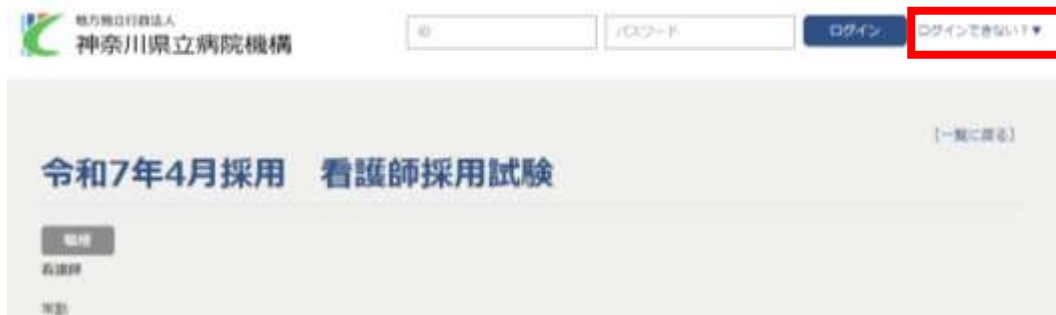 地方独立行政法人
神奈川県立病院機構
ID
パスワード
ログイン
ログインできない？▼
[一覧に戻る]
令和7年4月採用　看護師採用試験
職種
看護師
常勤